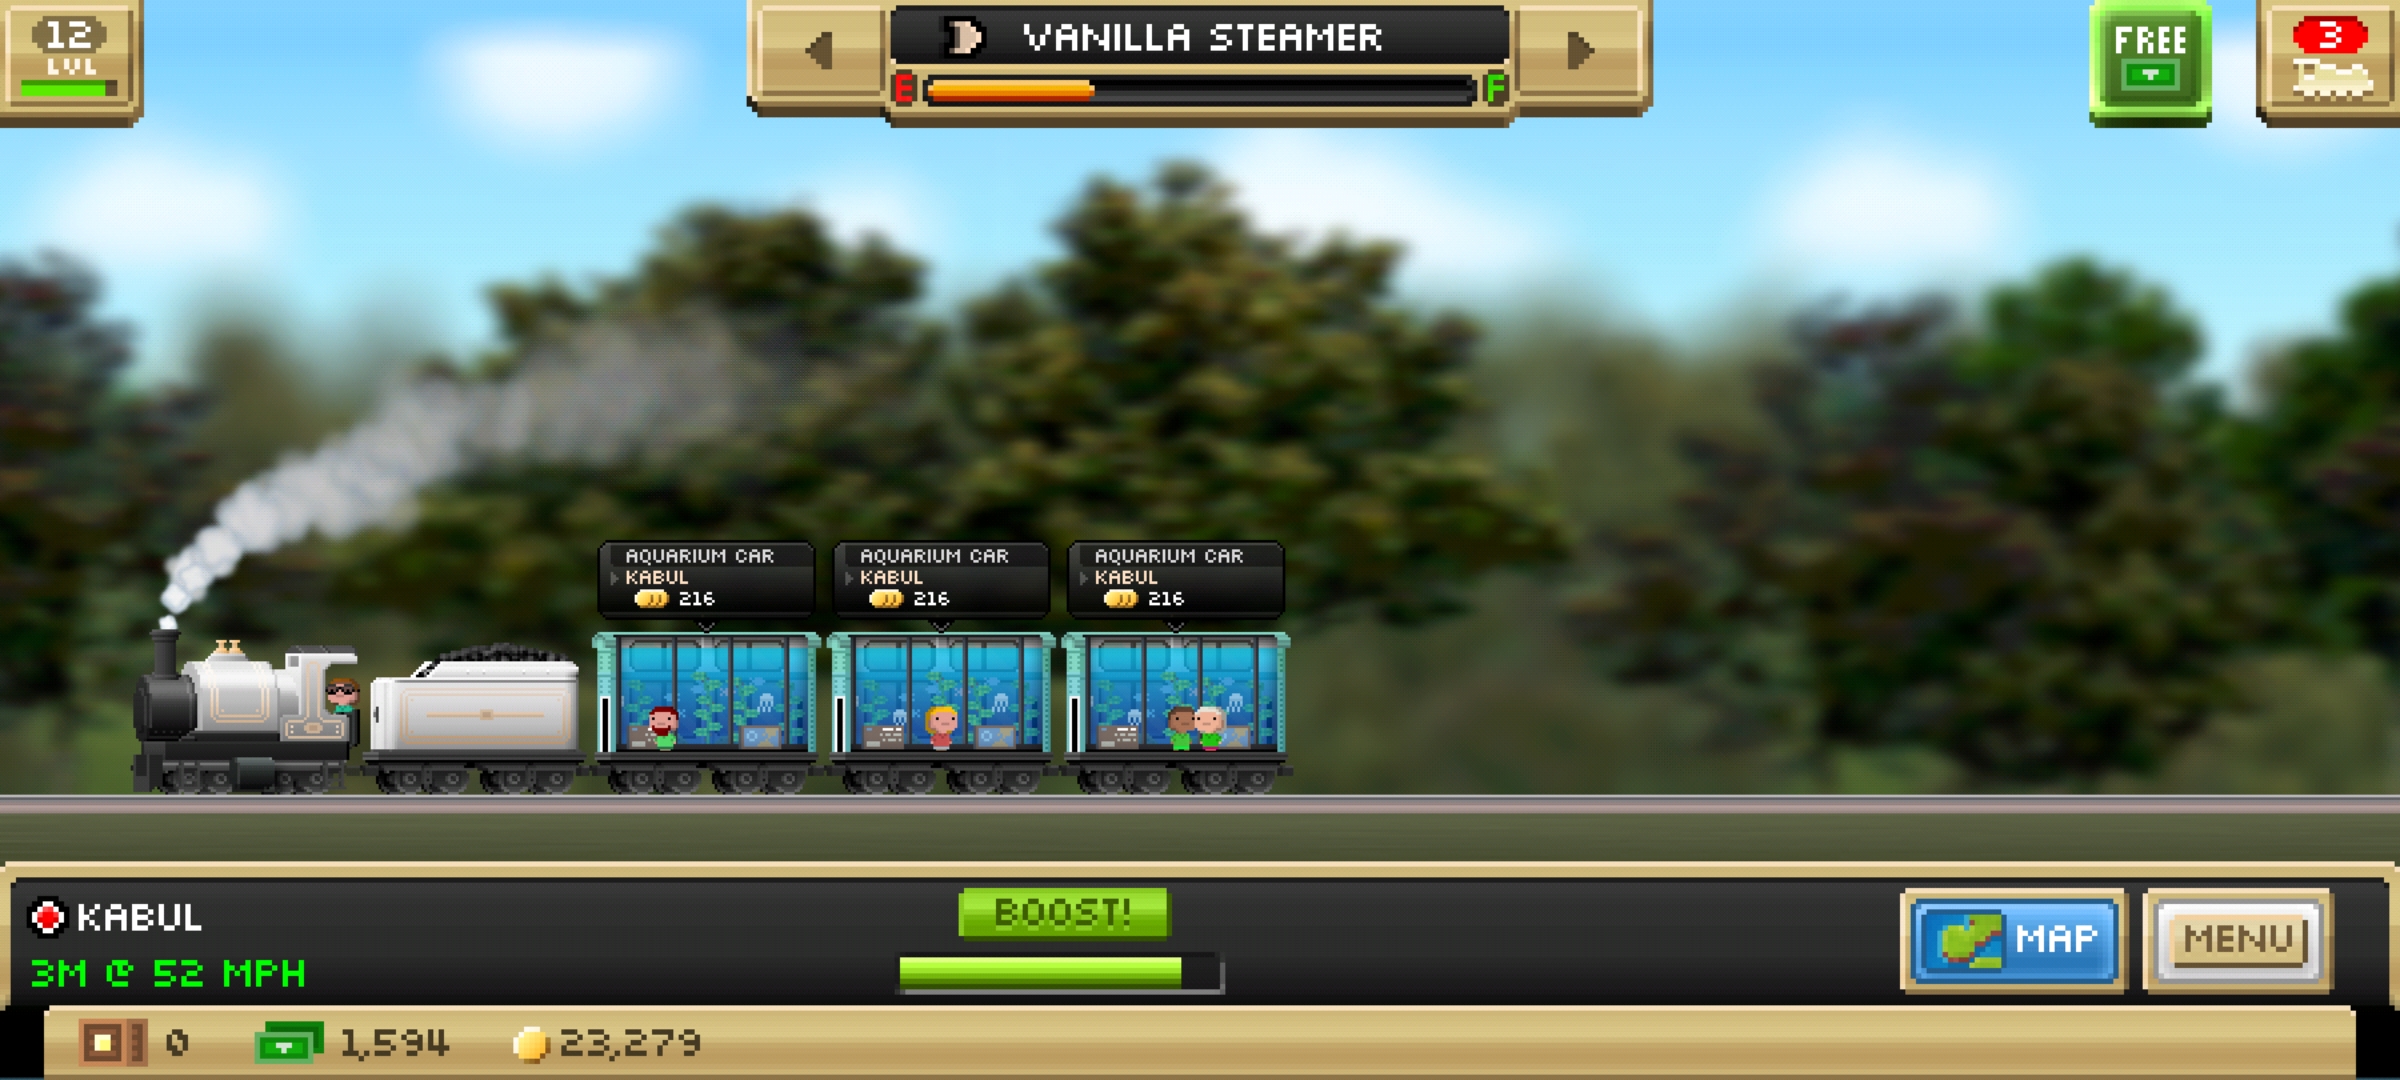 12
LVL
VANILLA STEAMER
E F
FREE
3
AQUARIUM CAR
KABUL
216
AQUARIUM CAR
KABUL
216
AQUARIUM CAR
KABUL
216
KABUL
3M @ 52 MPH
BOOST!
MAP
MENU
0
1,594
23,279